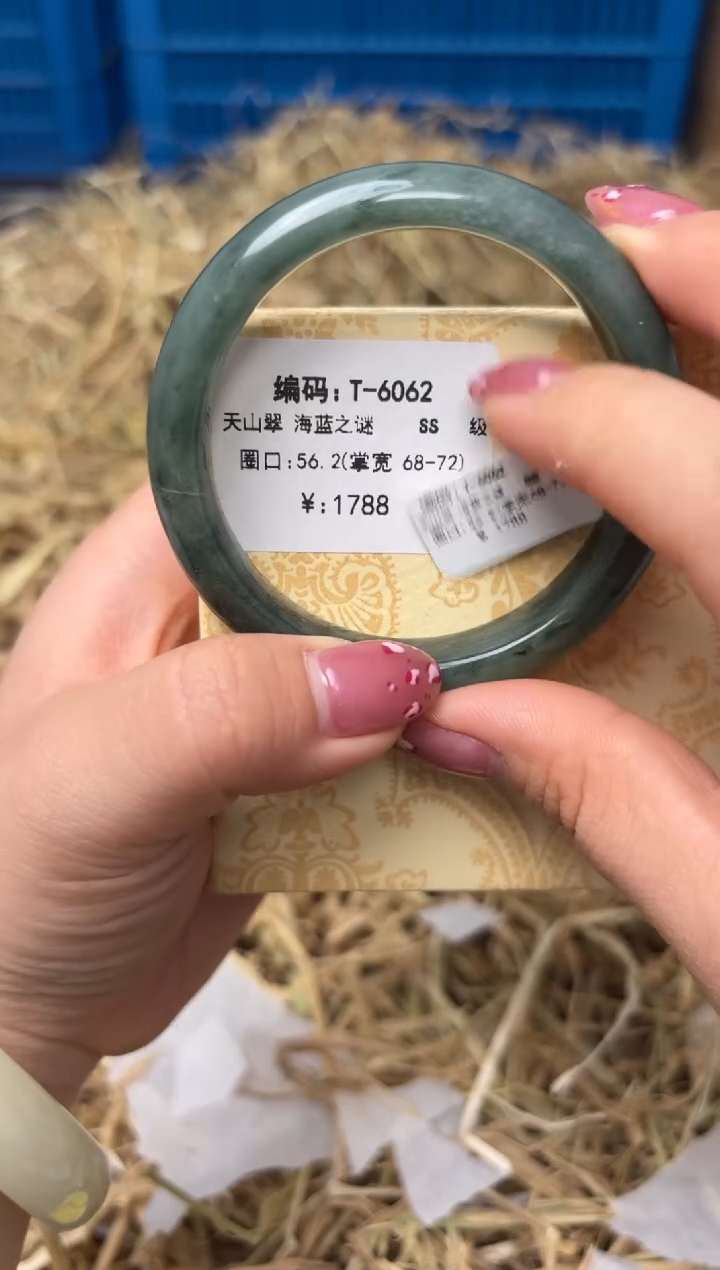 编码: T-6062
天山翠 海蓝之谜 SS 级
圈口:56.2(掌宽 68-72)
¥:1788